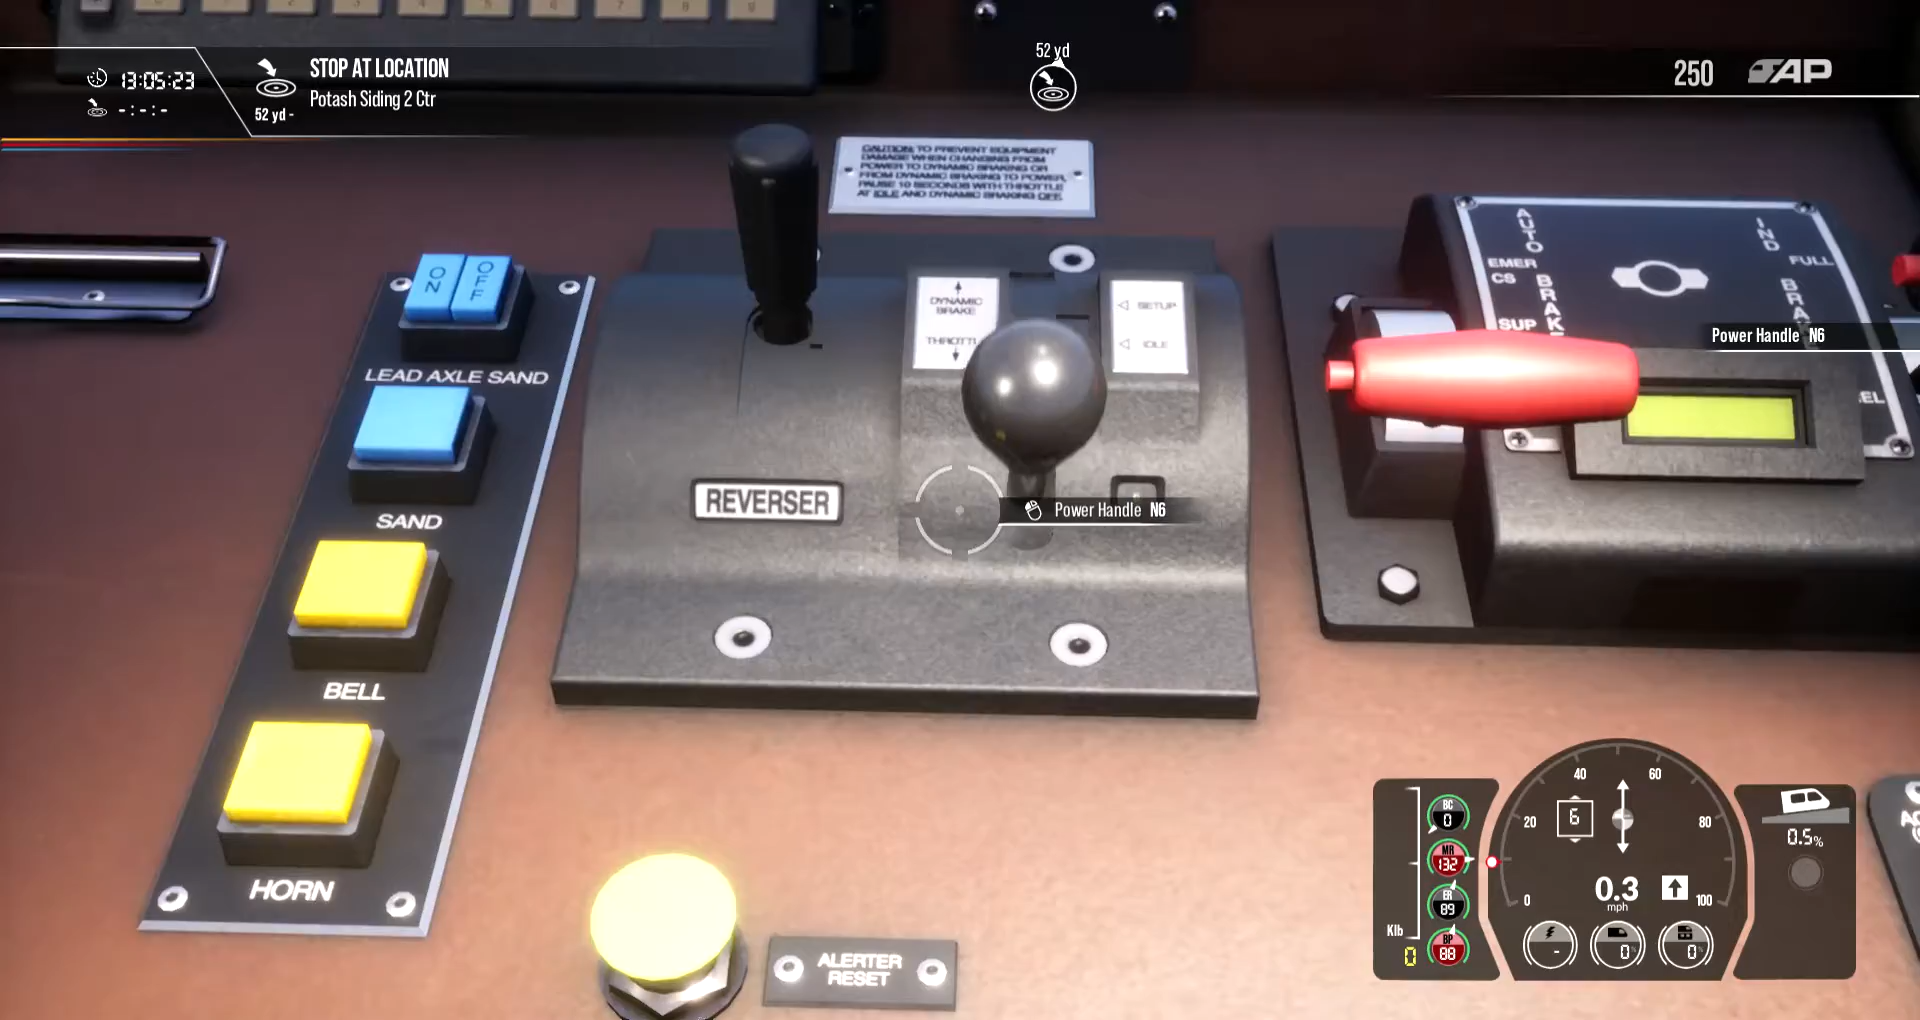 13:05:23
-:-:-
52 yd -
STOP AT LOCATION
Potash Siding 2 Ctr
52 yd
250 AP
CAUTION: TO PREVENT EQUIPMENT
DAMAGE WHEN CHANGING FROM
POWER TO DYNAMIC BRAKING OR
FROM DYNAMIC BRAKING TO POWER,
PAUSE 10 SECONDS WITH THROTTLE
AT IDLE AND DYNAMIC BRAKING OFF.
ON OFF
LEAD AXLE SAND
SAND
BELL
HORN
DYNAMIC
BRAKE
SETUP
IDLE
REVERSER
Power Handle N6
AUTO
BRAKE
EMER
CS
SUP
IND
FULL
Power Handle N6
ALERTER
RESET
BC
0
MR
132
ER
89
BP
88
Klb
0
0
20
40
60
80
100
6
0.3
mph
-
0%
0%
0.5%